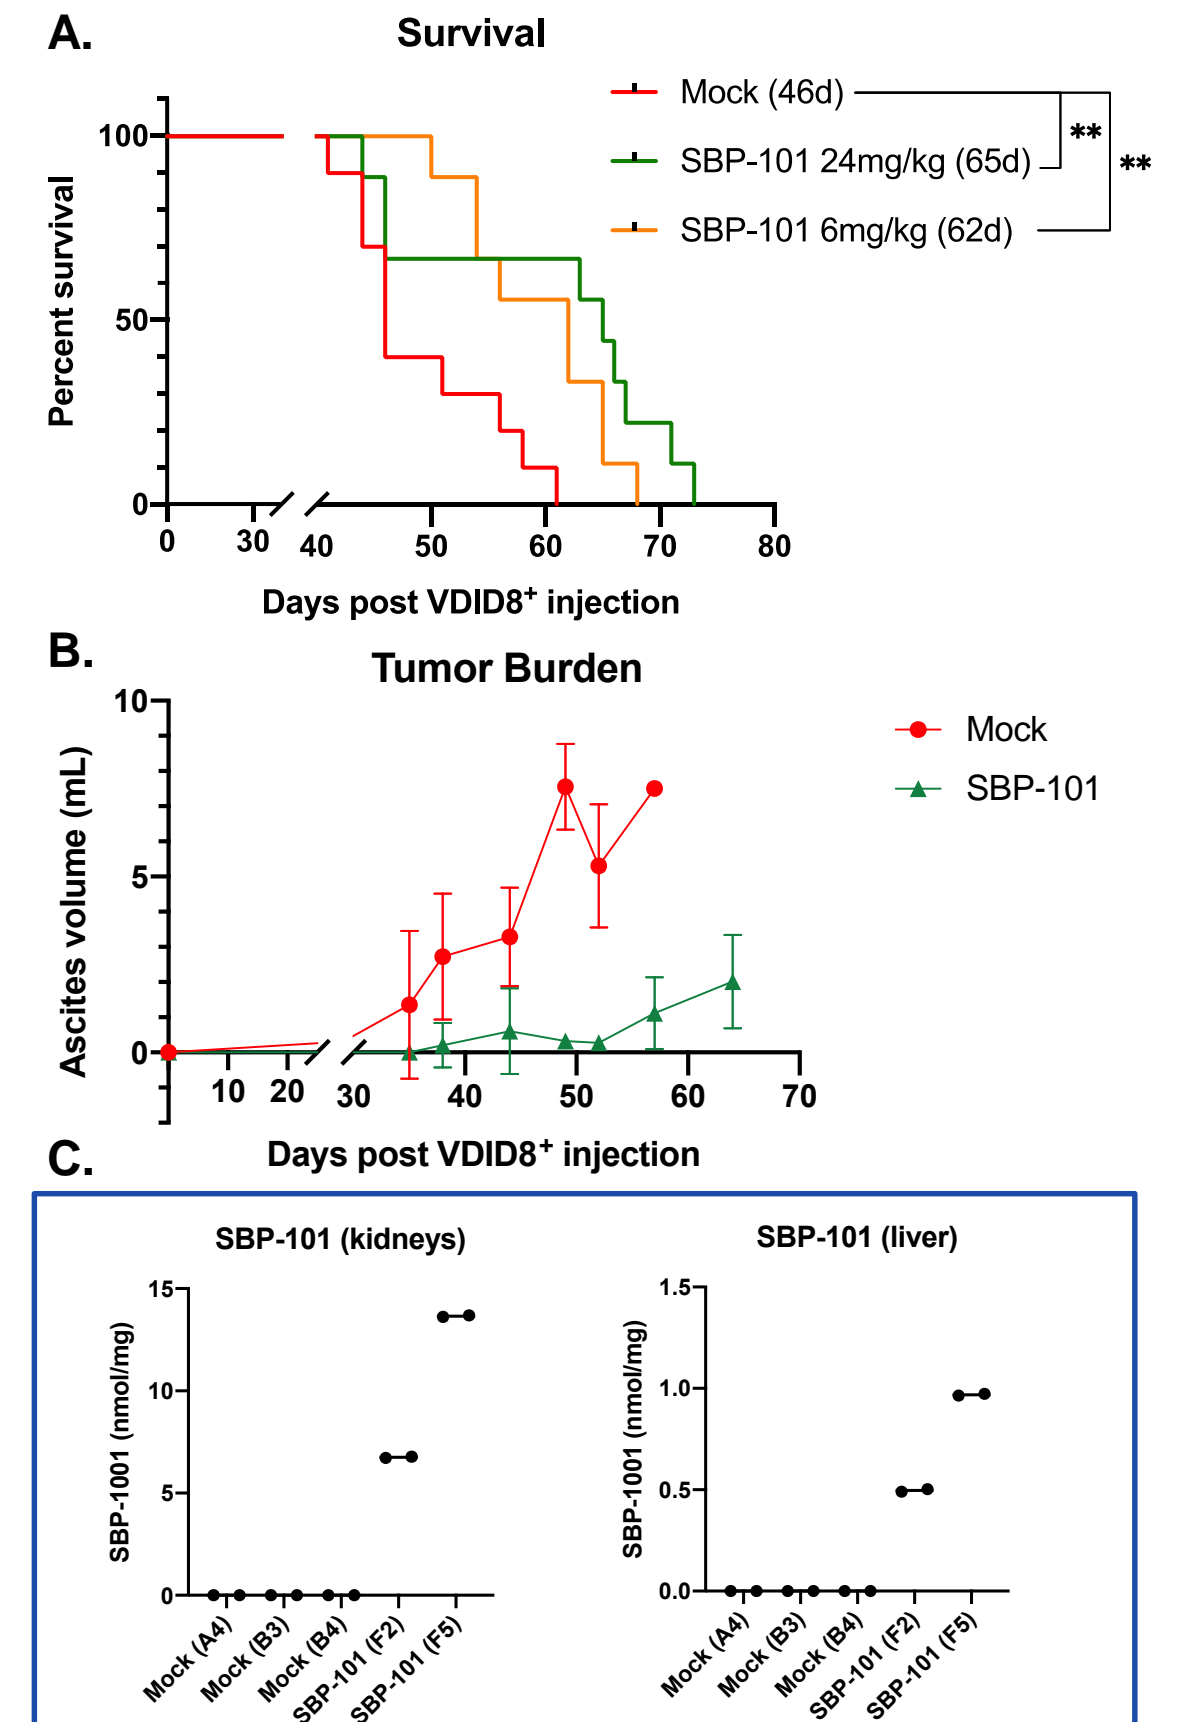 A.
Survival
Mock (46d)
SBP-101 24mg/kg (65d)
SBP-101 6mg/kg (62d)
**
**
Percent survival
100
50
0
0 30 40 50 60 70 80
Days post VDID8+ injection
B.
Tumor Burden
Mock
SBP-101
Ascites volume (mL)
10
5
0
10 20 30 40 50 60 70
Days post VDID8+ injection
C.
SBP-101 (kidneys)
SBP-1001 (nmol/mg)
15
10
5
0
Mock (A4)
Mock (B3)
Mock (B4)
SBP-101 (F2)
SBP-101 (F5)
SBP-101 (liver)
SBP-1001 (nmol/mg)
1.5
1.0
0.5
0.0
Mock (A4)
Mock (B3)
Mock (B4)
SBP-101 (F2)
SBP-101 (F5)